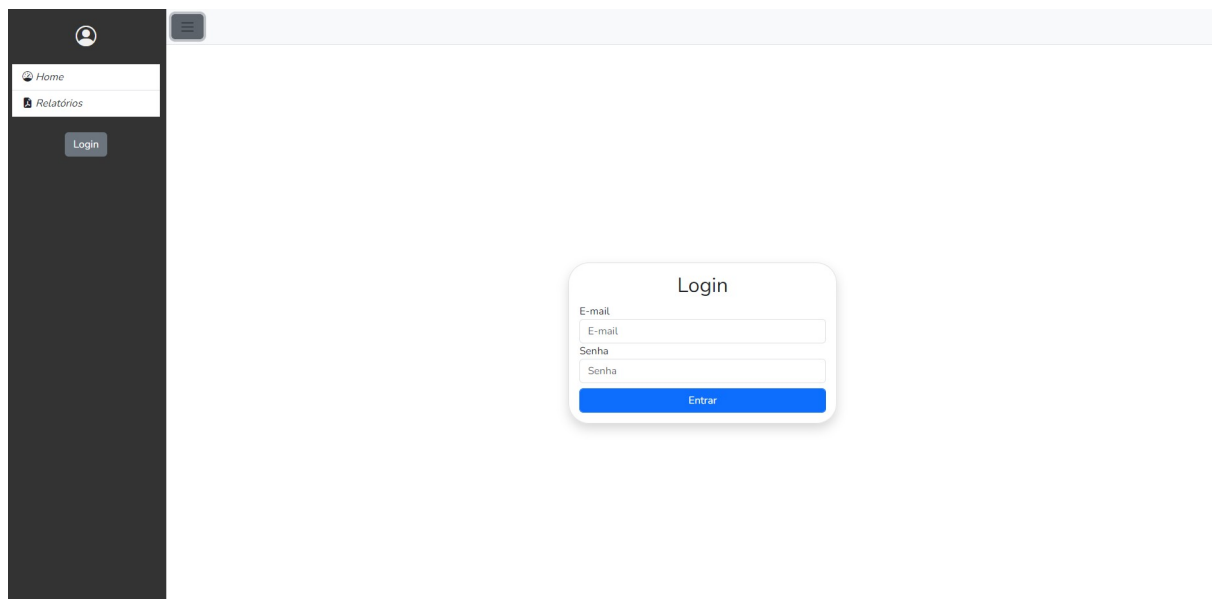 Home
Relatórios
Login
Login
E-mail
E-mail
Senha
Senha
Entrar